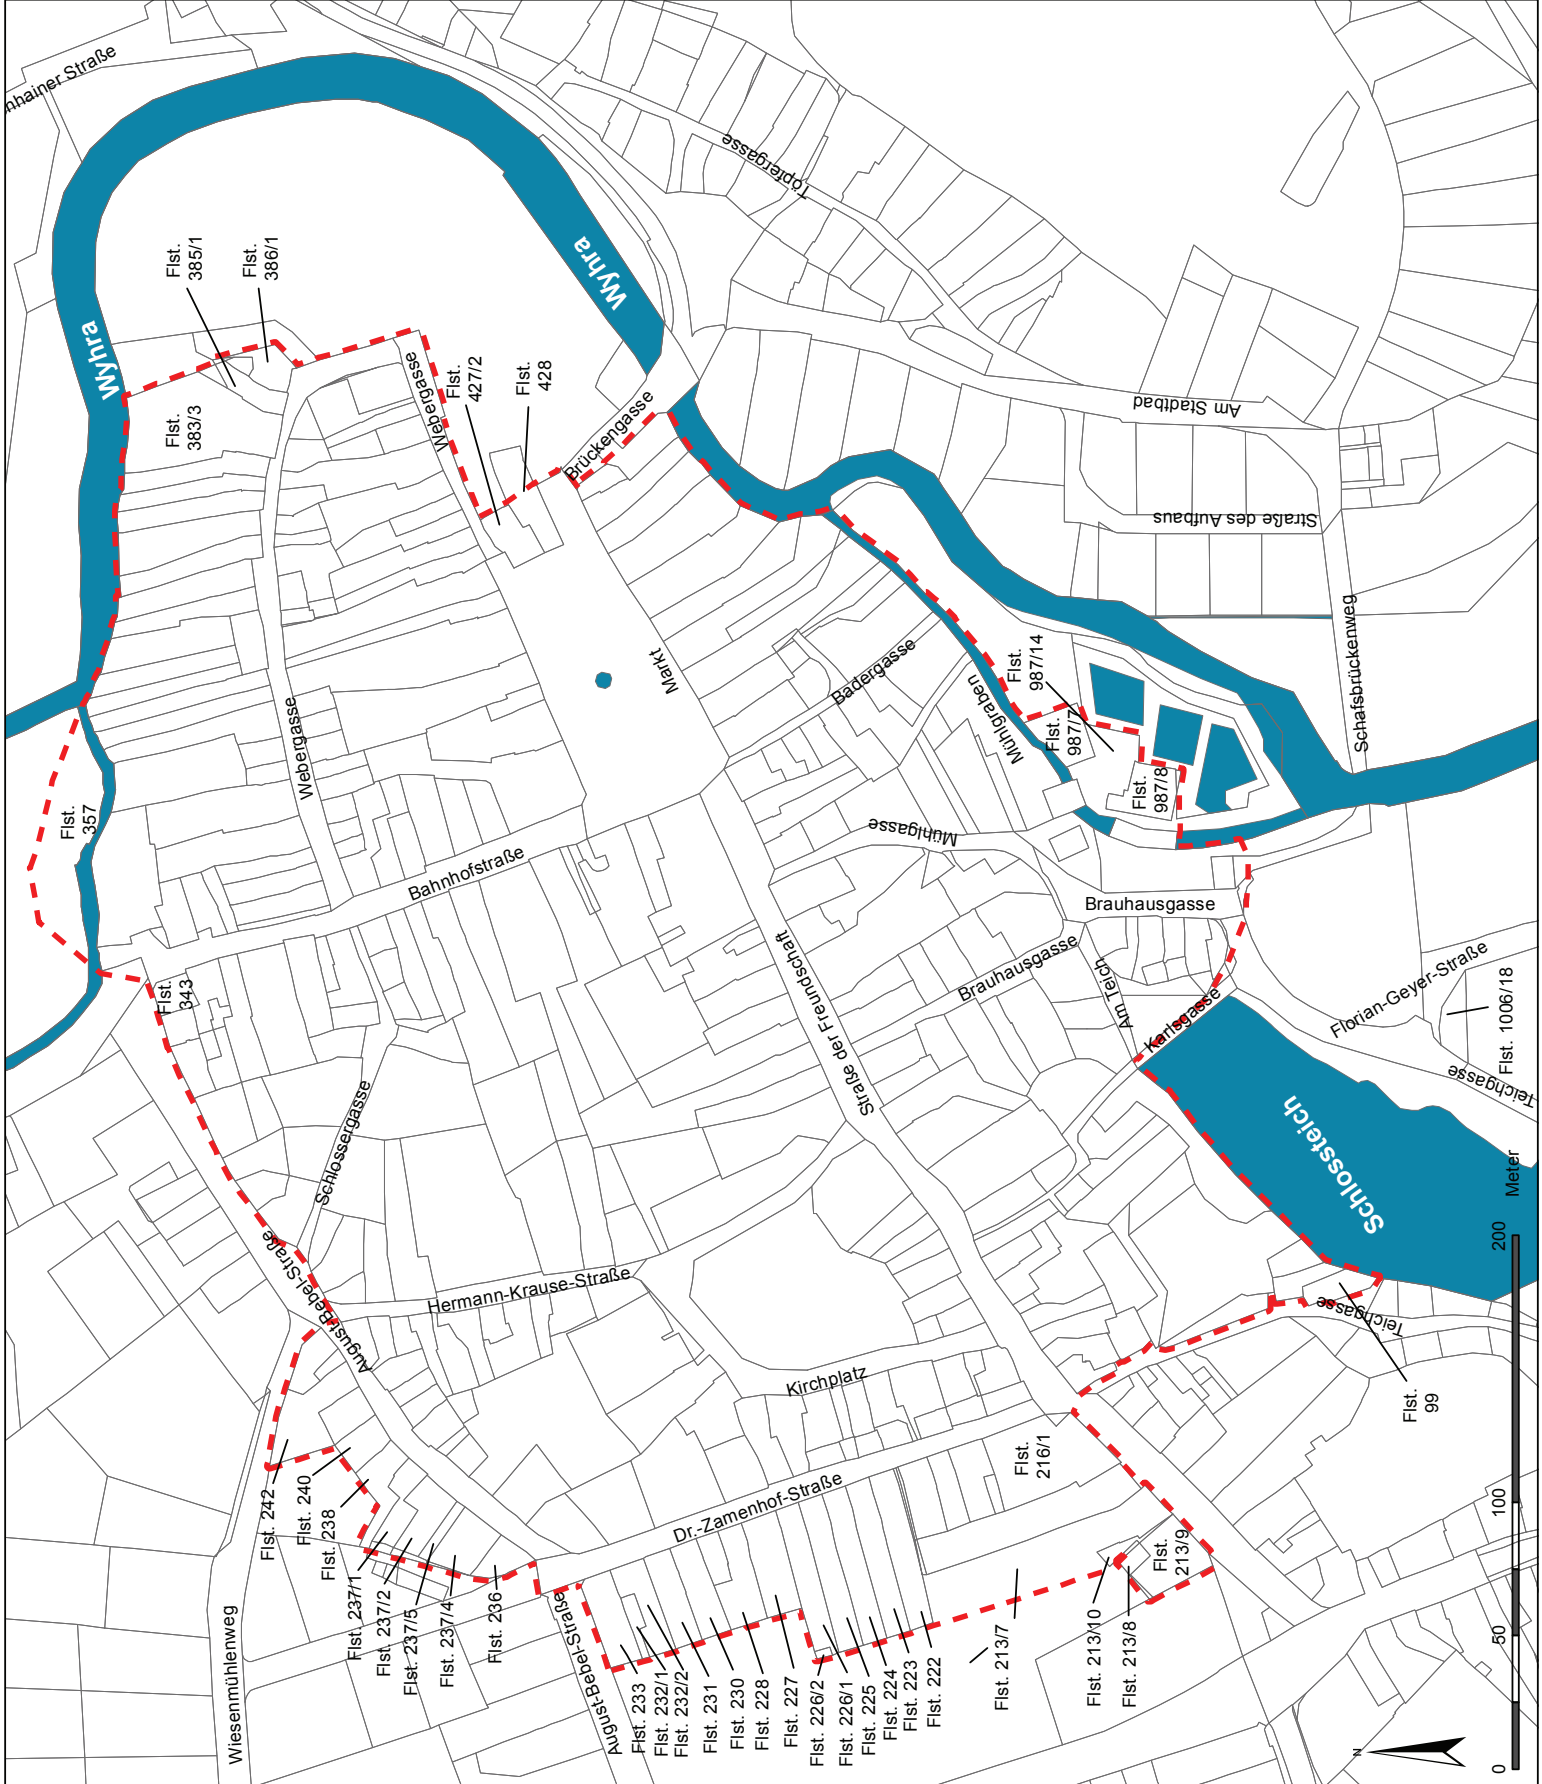 nhainer Straße
Wyhra
Flst.
385/1
Flst.
386/1
Flst.
383/3
Töpfergasse
Wyhra
Webergasse
Flst.
427/2
Flst.
428
Brückengasse
Am Stadtbad
Straße des Aufbaus
Schafsbrückenweg
Markt
Badergasse
Mühlgraben
Flst.
987/14
Flst.
987/7
Flst.
987/8
Webergasse
Flst.
357
Bahnhofstraße
Mühlgasse
Brauhausgasse
Flst.
343
Straße der Freundschaft
Brauhausgasse
Am Teich
Karlsgasse
Florian-Geyer-Straße
Flst. 1006/18
Teichgasse
Schlossteich
Schlossergasse
August-Bebel-Straße
Hermann-Krause-Straße
August-Bebel-Straße
Kirchplatz
Teichgasse
Flst.
99
Flst. 242
Flst. 240
Flst. 238
Flst. 237/1
Flst. 237/2
Flst. 237/5
Flst. 237/4
Flst. 236
Dr.-Zamenhof-Straße
Flst.
216/1
Flst.
213/9
Wiesenmühlenweg
August-Bebel-Straße
Flst. 233
Flst. 232/1
Flst. 232/2
Flst. 231
Flst. 230
Flst. 228
Flst. 227
Flst. 226/2
Flst. 226/1
Flst. 225
Flst. 224
Flst. 223
Flst. 222
Flst. 213/7
Flst. 213/10
Flst. 213/8
N
0 50 100 200
Meter